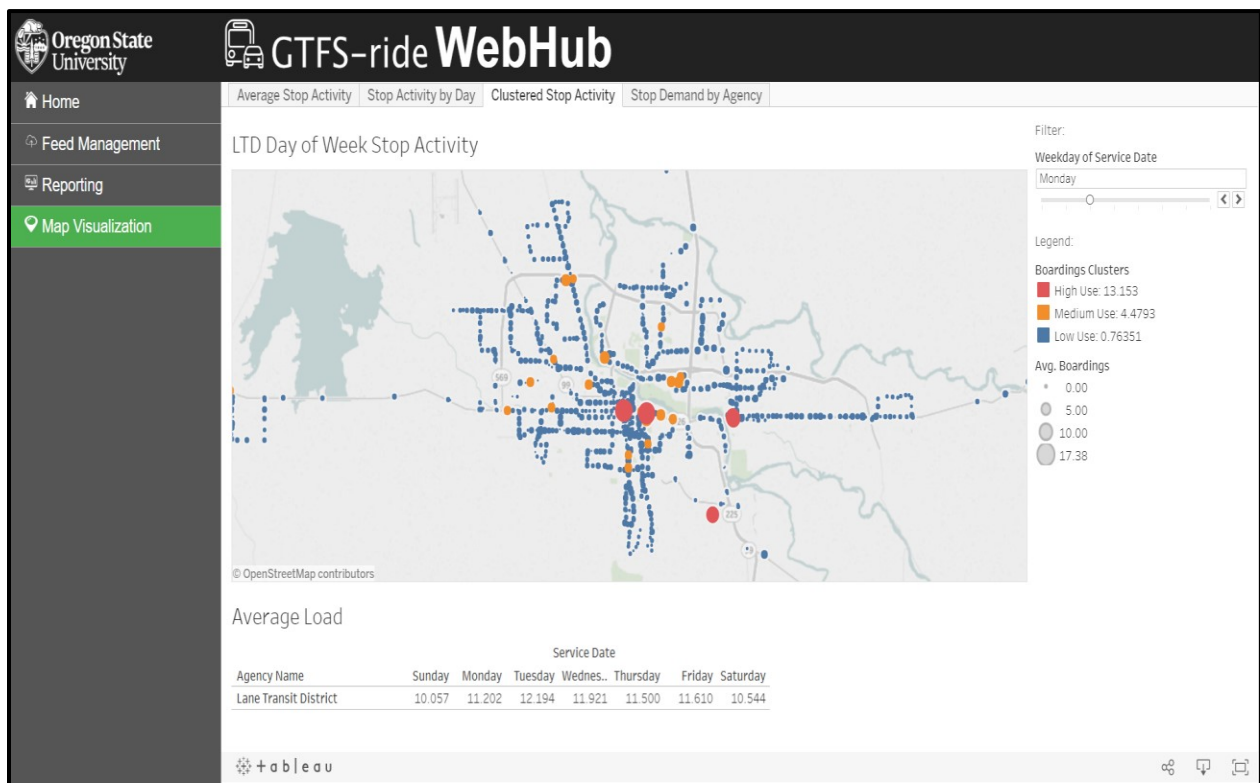 Oregon State
University
GTFS-ride WebHub
Home
Feed Management
Reporting
Map Visualization
Average Stop Activity Stop Activity by Day Clustered Stop Activity Stop Demand by Agency
LTD Day of Week Stop Activity
Filter:
Weekday of Service Date
Monday
Legend:
Boardings Clusters
High Use: 13.153
Medium Use: 4.4793
Low Use: 0.76351
Avg. Boardings
0.00
5.00
10.00
17.38
569
99
225
© OpenStreetMap contributors
Average Load
Service Date
Agency Name Sunday Monday Tuesday Wednes.. Thursday Friday Saturday
Lane Transit District 10.057 11.202 12.194 11.921 11.500 11.610 10.544
+ableau